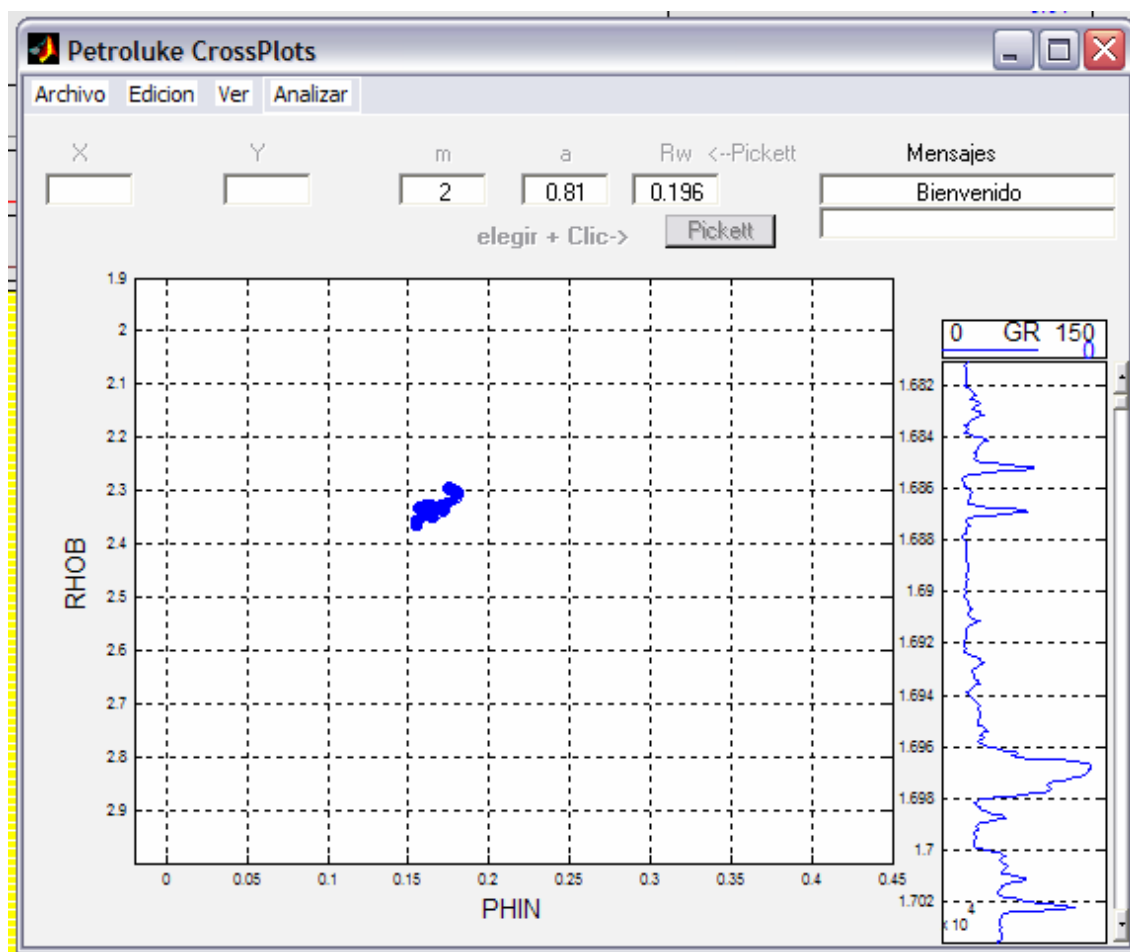 Petroluke CrossPlots
Archivo Edicion Ver Analizar
X Y m a Rw <--Pickett Mensajes
2 0.81 0.196 Bienvenido
elegir + Clic-> Pickett
0 GR 150
0
1.9
2
2.1
2.2
2.3
2.4
2.5
2.6
2.7
2.8
2.9
RHOB
0 0.05 0.1 0.15 0.2 0.25 0.3 0.35 0.4 0.45
PHIN
1.682
1.684
1.686
1.688
1.69
1.692
1.694
1.696
1.698
1.7
1.702
x 10 4